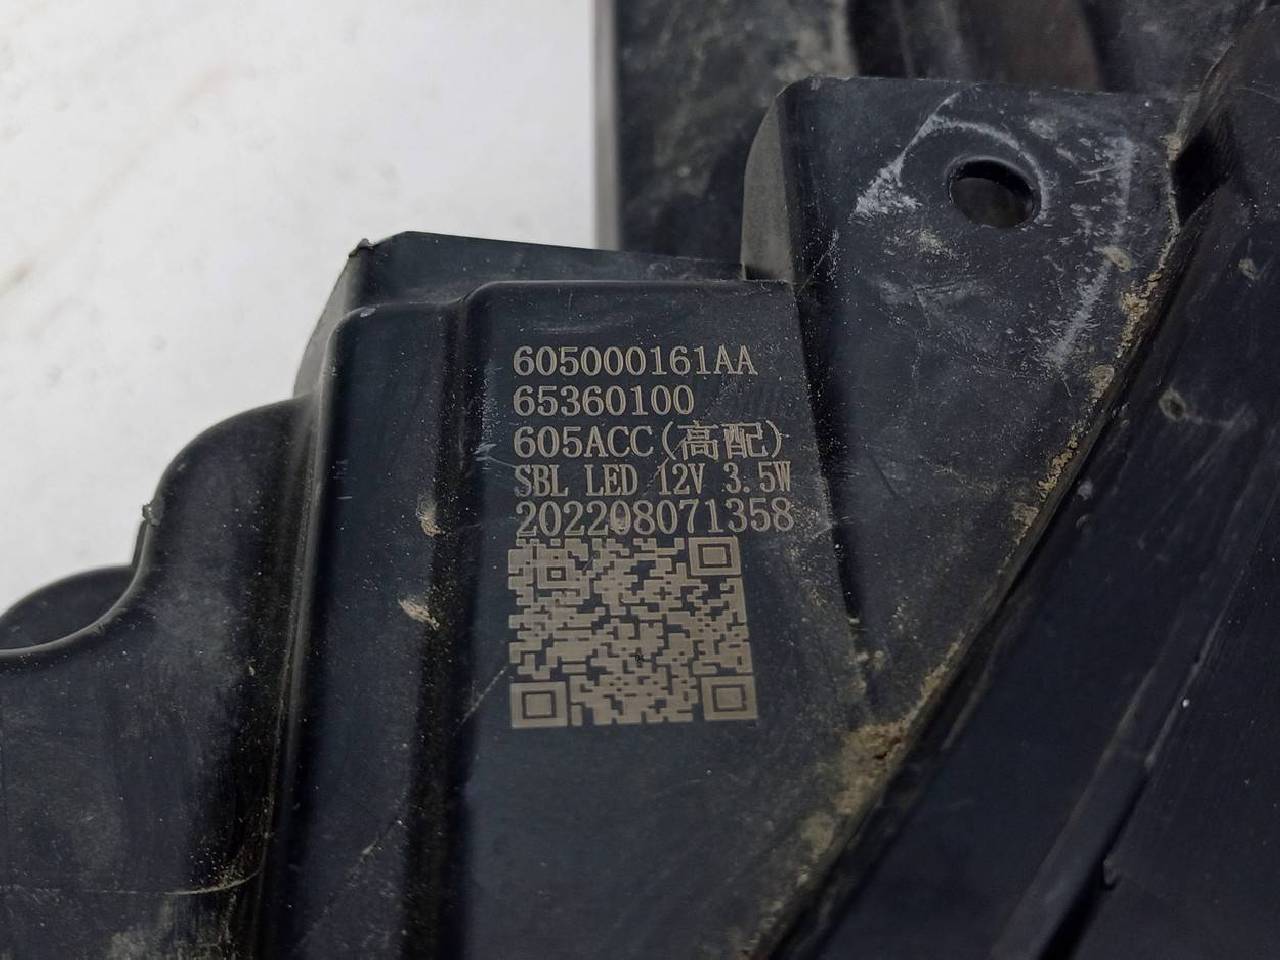 605000161AA
65360100
605ACC(高配)
SBL LED 12V 3.5W
202208071358